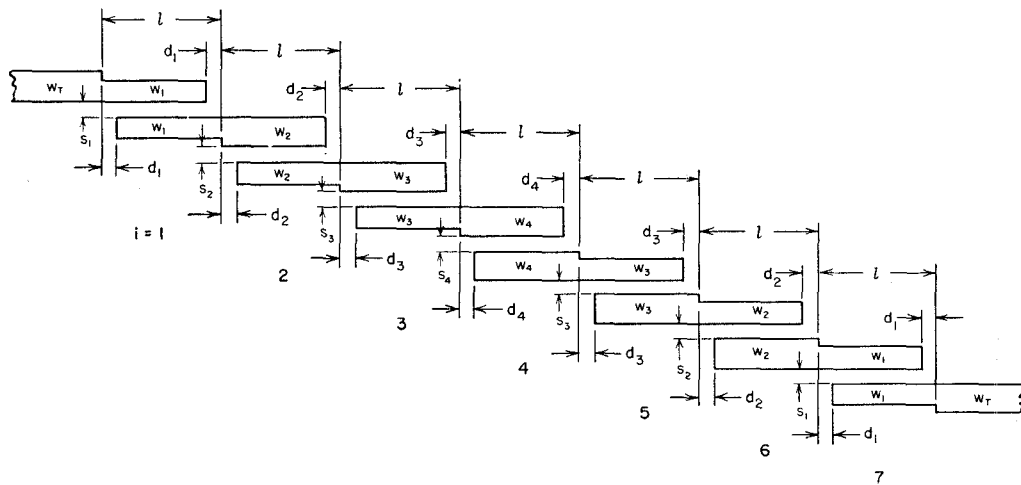 l
d₁
l
W_T W₁
d₂
l
S₁ W₁ W₂
d₃
l
d₁
S₂ W₂ W₃
d₄
l
d₂
i = 1
S₃ W₃ W₄
d₃
l
2
d₃
S₄ W₄ W₃
d₂
l
3
d₄
S₃ W₃ W₂
d₁
4
d₃
S₂ W₂ W₁
5
d₂
S₁ W₁ W_T
6
d₁
7